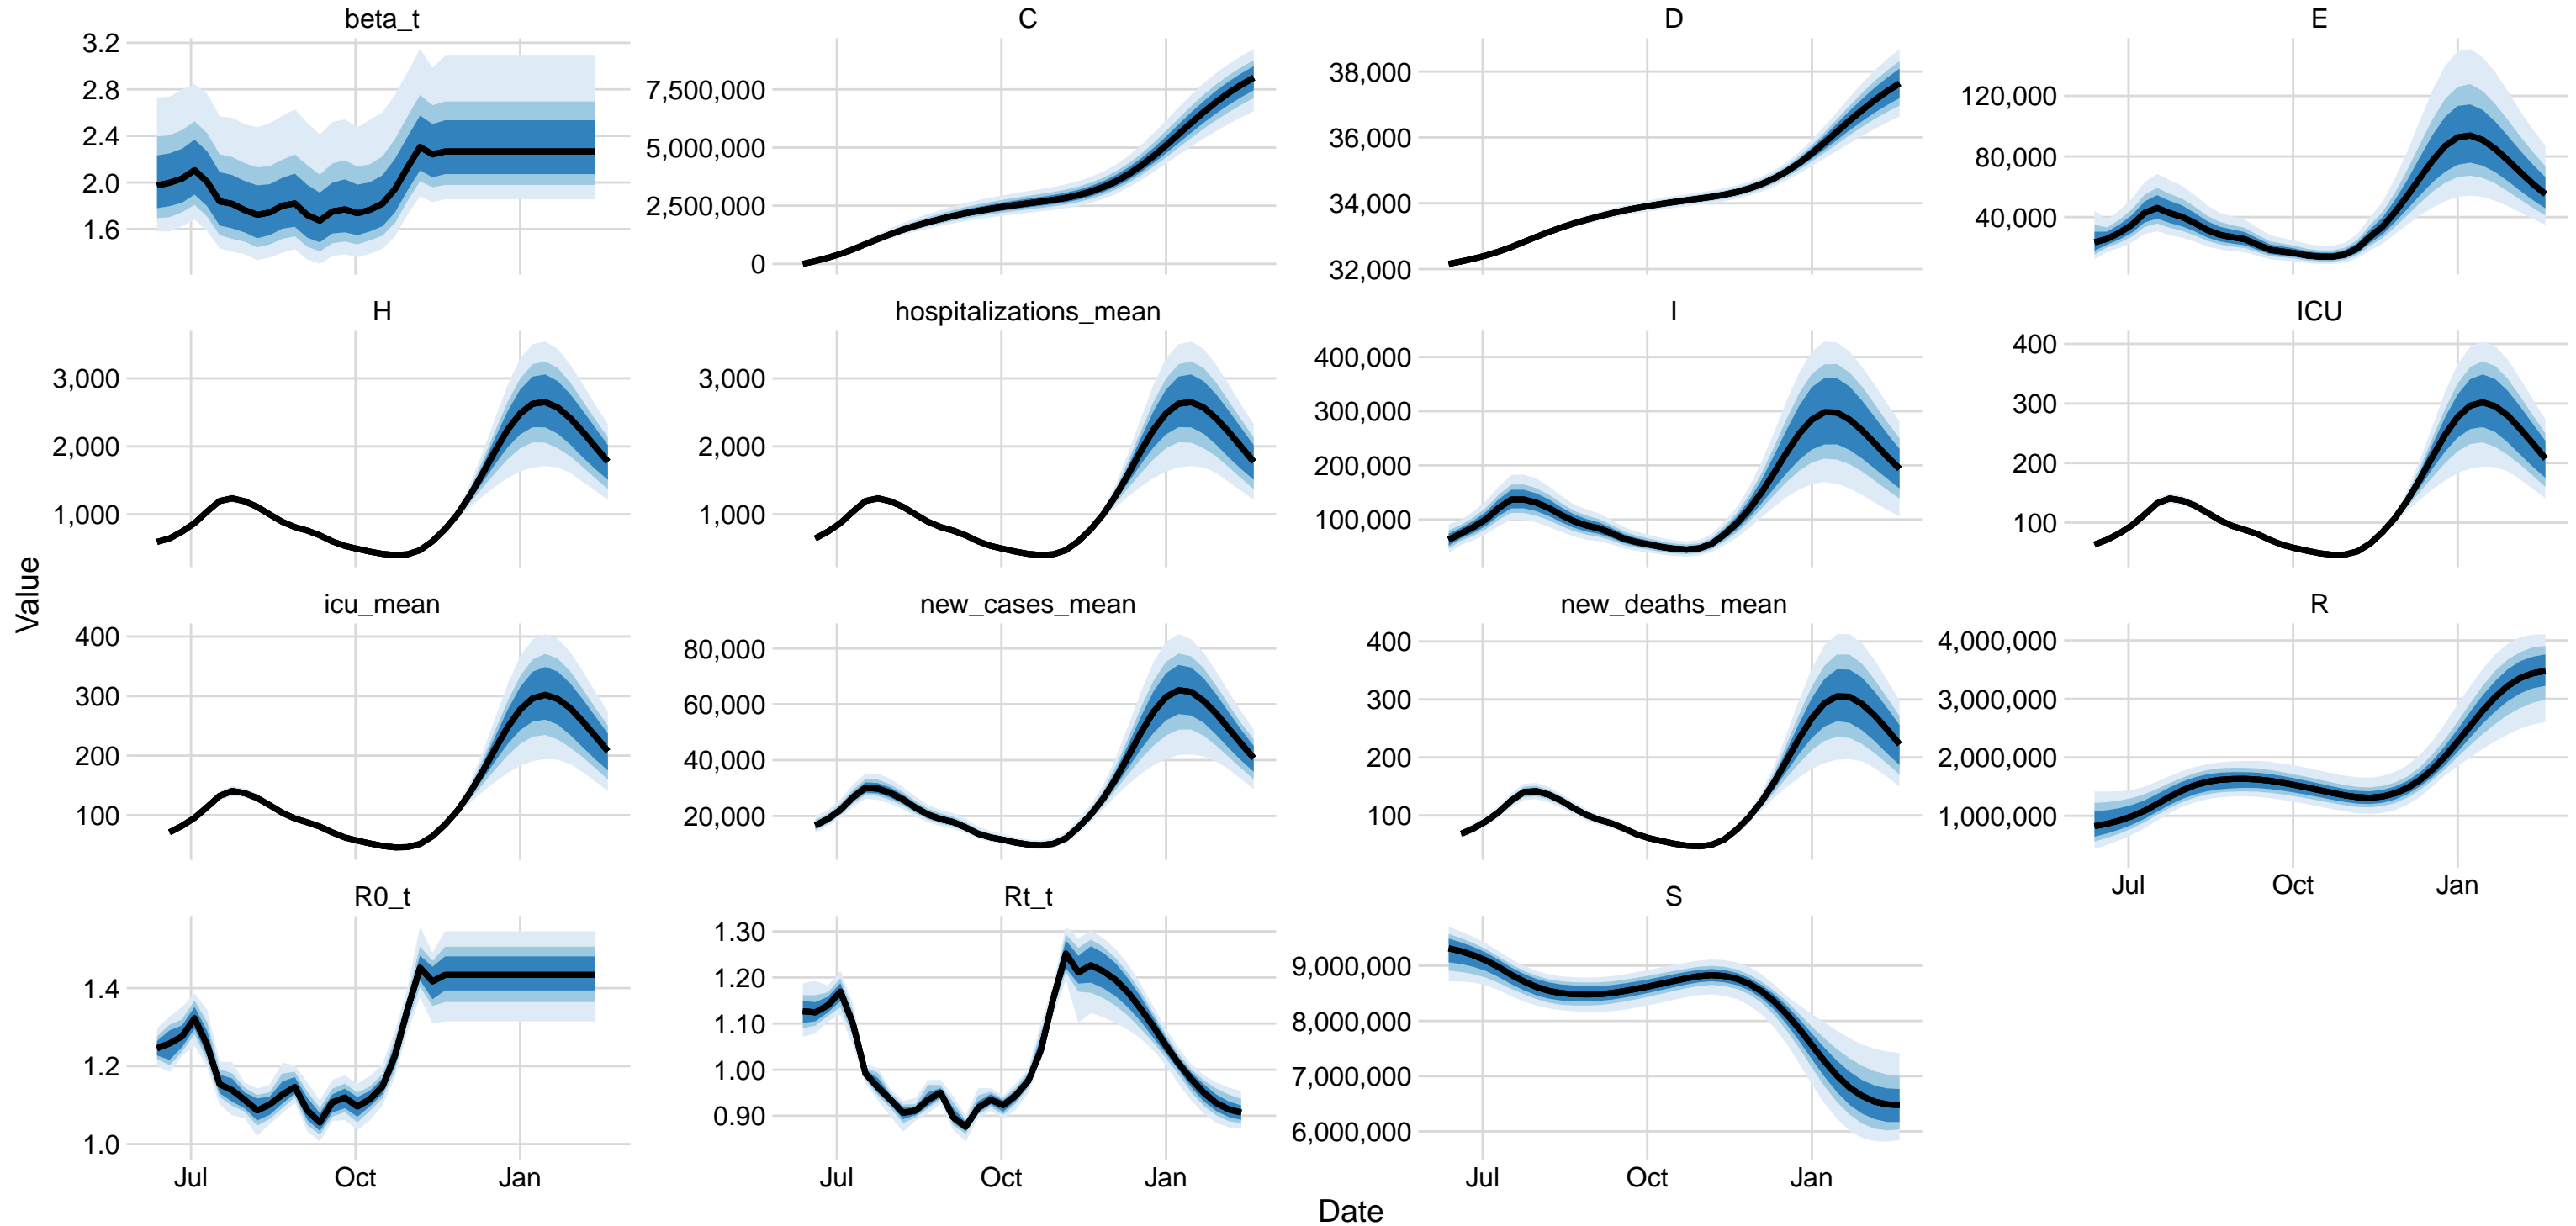 beta_t
3.2
2.8
2.4
2.0
1.6
C
7,500,000
5,000,000
2,500,000
0
D
38,000
36,000
34,000
32,000
E
120,000
80,000
40,000
H
3,000
2,000
1,000
hospitalizations_mean
3,000
2,000
1,000
I
400,000
300,000
200,000
100,000
ICU
400
300
200
100
Value
icu_mean
400
300
200
100
new_cases_mean
80,000
60,000
40,000
20,000
new_deaths_mean
400
300
200
100
R
4,000,000
3,000,000
2,000,000
1,000,000
Jul Oct Jan
R0_t
1.4
1.2
1.0
Jul Oct Jan
Rt_t
1.30
1.20
1.10
1.00
0.90
Jul Oct Jan
S
9,000,000
8,000,000
7,000,000
6,000,000
Jul Oct Jan
Date